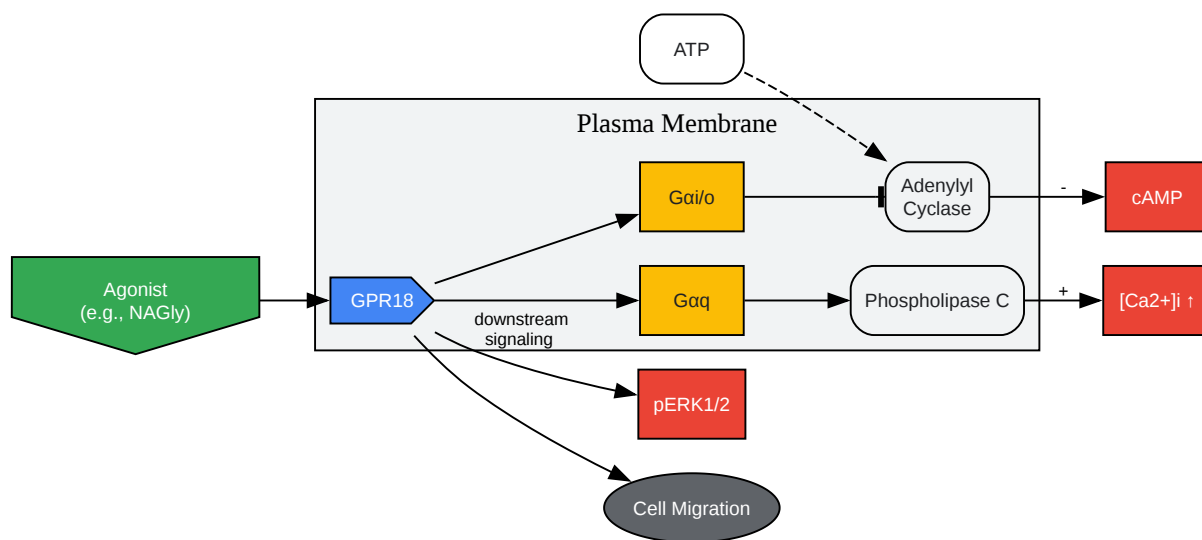 ATP
Plasma Membrane
Gαi/o
Adenylyl
Cyclase
-
cAMP
Agonist
(e.g., NAGly)
GPR18
Gαq
Phospholipase C
+
[Ca2+]i ↑
downstream
signaling
pERK1/2
Cell Migration